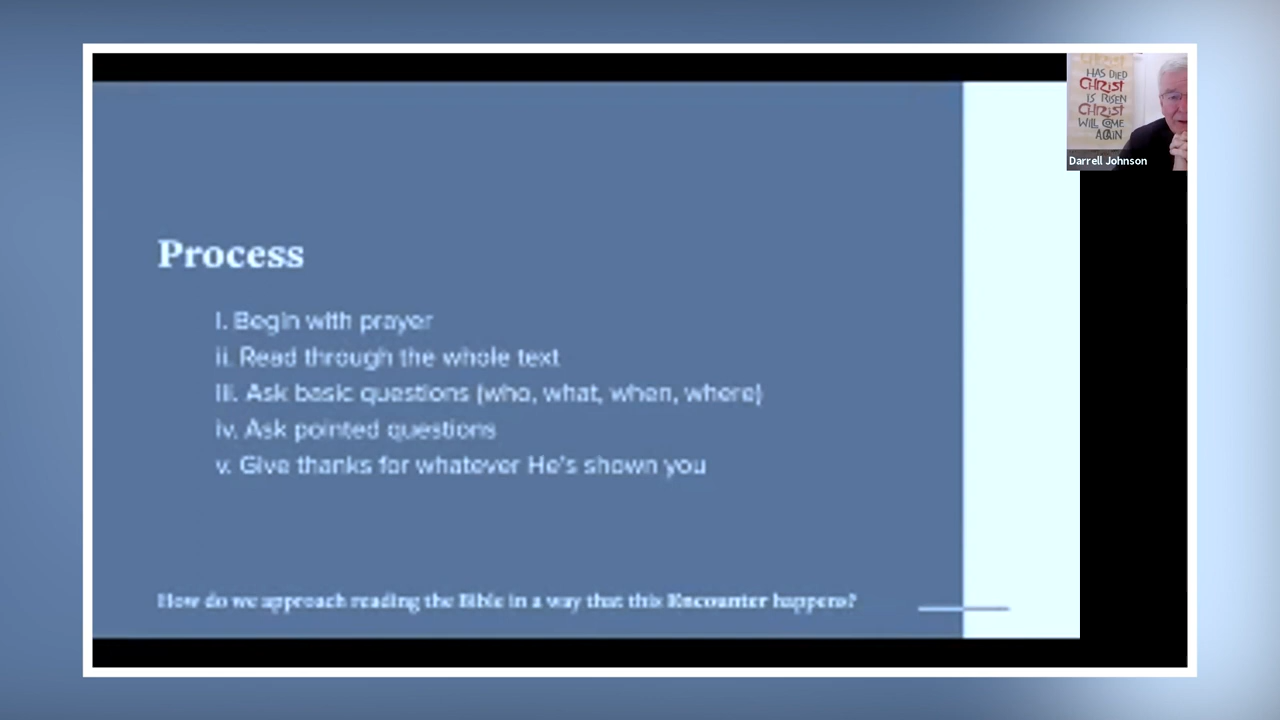 Process
i. Begin with prayer
ii. Read through the whole text
iii. Ask basic questions (who, what, when, where)
iv. Ask pointed questions
v. Give thanks for whatever He's shown you
How do we approach reading the Bible in a way that this Encounter happens?
CHRIST
HAS DIED
CHRIST
IS RISEN
CHRIST
WILL COME
AGAIN
Darrell Johnson